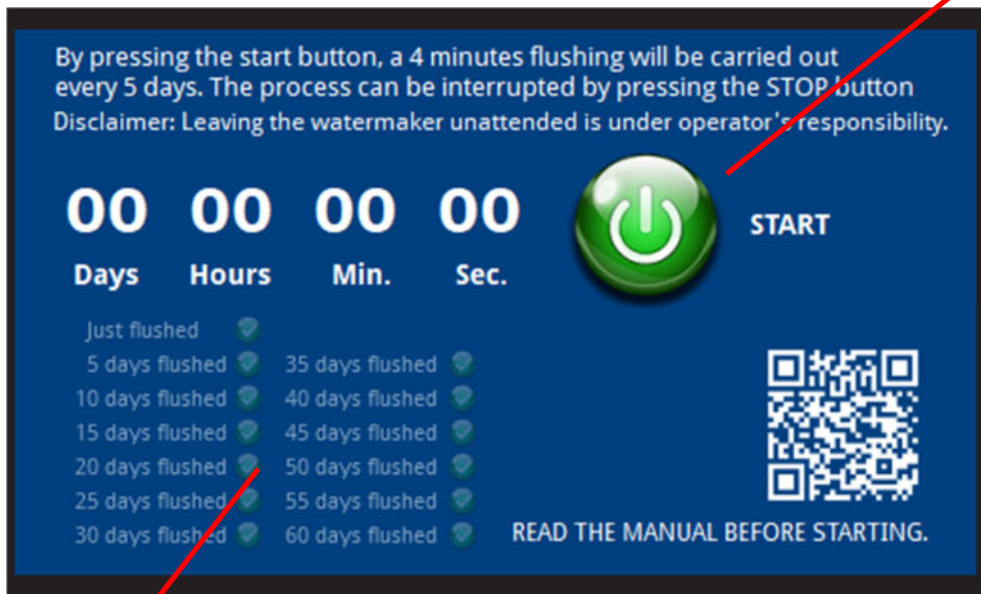 By pressing the start button, a 4 minutes flushing will be carried out
every 5 days. The process can be interrupted by pressing the STOP button
Disclaimer: Leaving the watermaker unattended is under operator's responsibility.
00 00 00 00
START
Days Hours Min. Sec.
Just flushed
5 days flushed 35 days flushed
10 days flushed 40 days flushed
15 days flushed 45 days flushed
20 days flushed 50 days flushed
25 days flushed 55 days flushed
30 days flushed 60 days flushed
READ THE MANUAL BEFORE STARTING.